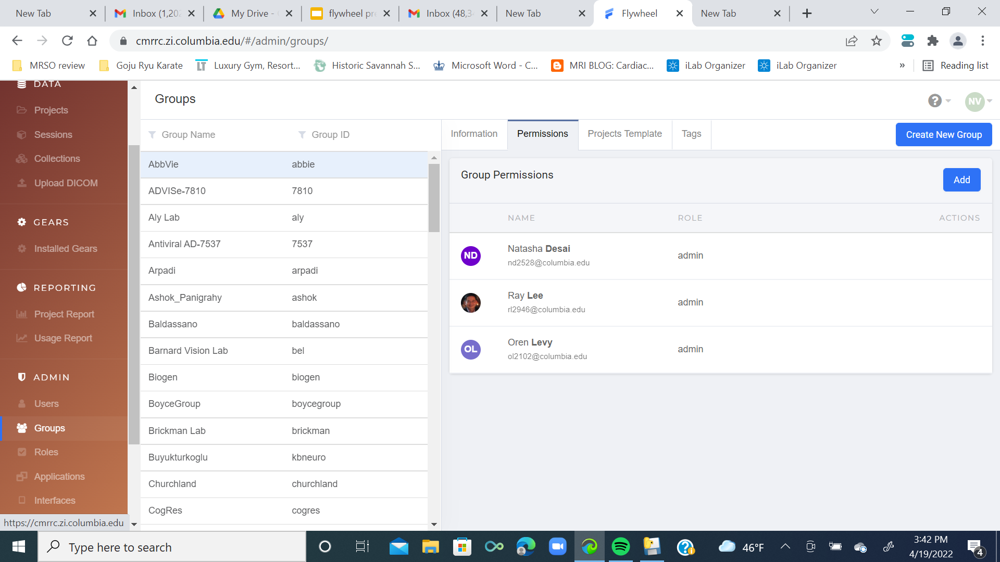 New Tab
Inbox (1,20
My Drive -
flywheel pre
Inbox (48,3
New Tab
Flywheel
New Tab
cmrrc.zi.columbia.edu/#/admin/groups/
MRSO review
Goju Ryu Karate
LT
Luxury Gym, Resort...
Historic Savannah S...
Microsoft Word - C...
MRI BLOG: Cardiac...
iLab Organizer
iLab Organizer
»
Reading list
DATA
Projects
Sessions
Collections
Upload DICOM
GEARS
Installed Gears
REPORTING
Project Report
Usage Report
ADMIN
Users
Groups
Roles
Applications
Interfaces
https://cmrrc.zi.columbia.edu
Groups
?
NV
Group Name Group ID
AbbVie abbie
ADVISe-7810 7810
Aly Lab aly
Antiviral AD-7537 7537
Arpadi arpadi
Ashok_Panigrahy ashok
Baldassano baldassano
Barnard Vision Lab bel
Biogen biogen
BoyceGroup boycegroup
Brickman Lab brickman
Buyukturkoglu kbneuro
Churchland churchland
CogRes cogres
Information Permissions Projects Template Tags
Create New Group
Group Permissions
Add
NAME ROLE ACTIONS
ND
Natasha Desai
nd2528@columbia.edu
admin
Ray Lee
rl2946@columbia.edu
admin
OL
Oren Levy
ol2102@columbia.edu
admin
Type here to search
46°F
3:42 PM
4/19/2022
4